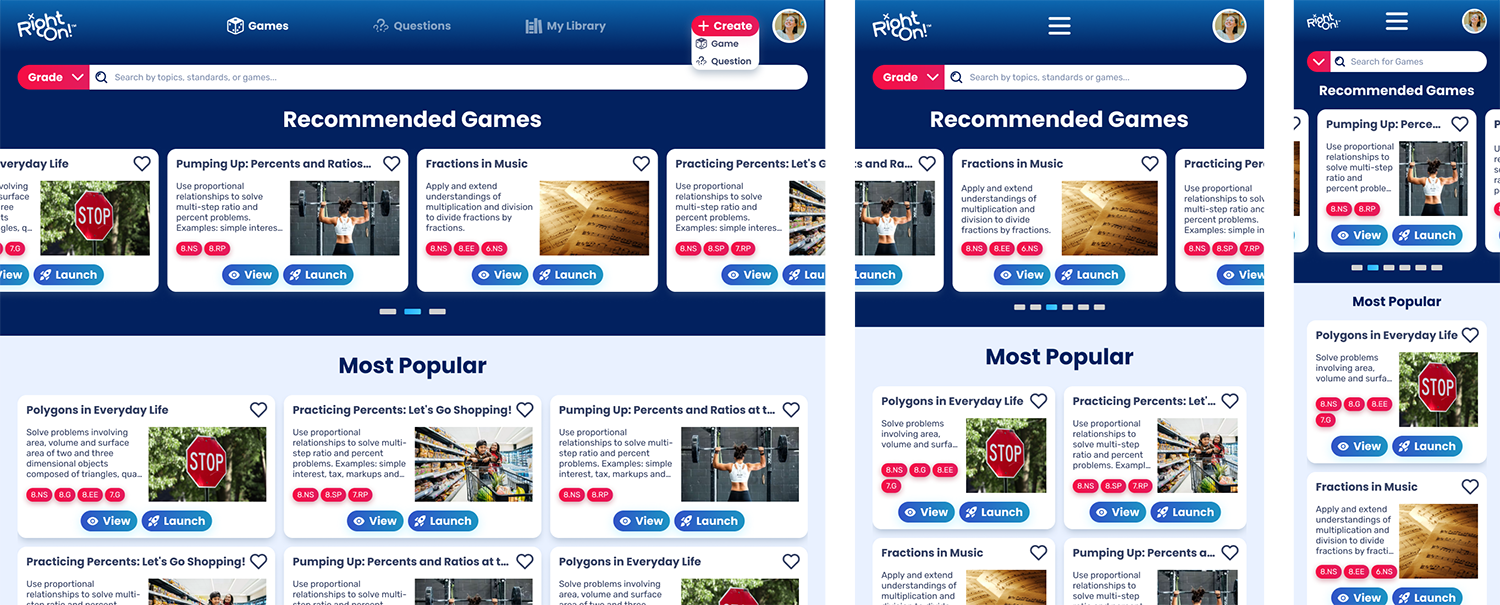 Right On!™
Games
Questions
My Library
+ Create
Game
Question
Grade
Search by topics, standards, or games...
Recommended Games
veryday Life
volving
surface
hree
ts
ngles, q...
STOP
7.G
View
Launch
Pumping Up: Percents and Ratios...
Use proportional
relationships to solve
multi-step ratio and
percent problems.
Examples: simple interes...
8.NS 8.RP
View
Launch
Fractions in Music
Apply and extend
understandings of
multiplication and division
to divide fractions by
fractions.
8.NS 8.EE 6.NS
View
Launch
Practicing Percents: Let's G
Use proportional
relationships to solve
multi-step ratio and
percent problems.
Examples: simple interes...
8.NS 8.SP 7.RP
View
Lau
Most Popular
Polygons in Everyday Life
Solve problems involving
area, volume and surface
area of two and three
dimensional objects
composed of triangles, qua...
STOP
8.NS 8.G 8.EE 7.G
View
Launch
Practicing Percents: Let's Go Shopping!
Use proportional
relationships to solve multi-
step ratio and percent
problems. Examples: simple
interest, tax, markups and...
8.NS 8.SP 7.RP
View
Launch
Pumping Up: Percents and Ratios at t...
Use proportional
relationships to solve multi-
step ratio and percent
problems. Examples: simple
interest, tax, markups and...
8.NS 8.RP
View
Launch
Practicing Percents: Let's Go Shopping!
Use proportional
relationships to solve multi-
step ratio and percent
Pumping Up: Percents and Ratios at t...
Use proportional
relationships to solve multi-
step ratio and percent
Polygons in Everyday Life
Solve problems involving
area, volume and surface
area of two and three
Right On!™
Grade
Search by topics, standards or games...
Recommended Games
ts and Ra...
aunch
Fractions in Music
Apply and extend
understandings of
multiplication and
division to divide
fractions by fractions.
8.NS 8.EE 6.NS
View
Launch
Practicing Per
Use proportional
relationships to
solve multi-step
ratio and percent
problems.
Examples: simple in
8.NS 8.SP 7.RP
View
Most Popular
Polygons in Everyday Life
Solve problems
involving area,
volume and
surfa...
STOP
8.NS 8.G 8.EE
7.G
View
Launch
Practicing Percents: Let'...
Use proportional
relationships to
solve multi-step
ratio and percent
problems. Exampl...
8.NS 8.SP 7.RP
View
Launch
Fractions in Music
Apply and extend
understandings of
multiplication and
Pumping Up: Percents a...
Use proportional
relationships to
solve multi-step
Right On!™
Search for Games
Recommended Games
Pumping Up: Perce...
Use proportional
relationships to
solve multi-step
ratio and
percent proble...
8.NS 8.RP
View
Launch
Most Popular
Polygons in Everyday Life
Solve problems
involving area,
volume and surfa...
STOP
8.NS 8.G 8.EE
7.G
View
Launch
Fractions in Music
Apply and extend
understandings of
multiplication and
division to divide
fractions by fracti...
8.NS 8.EE 6.NS
View
Launch